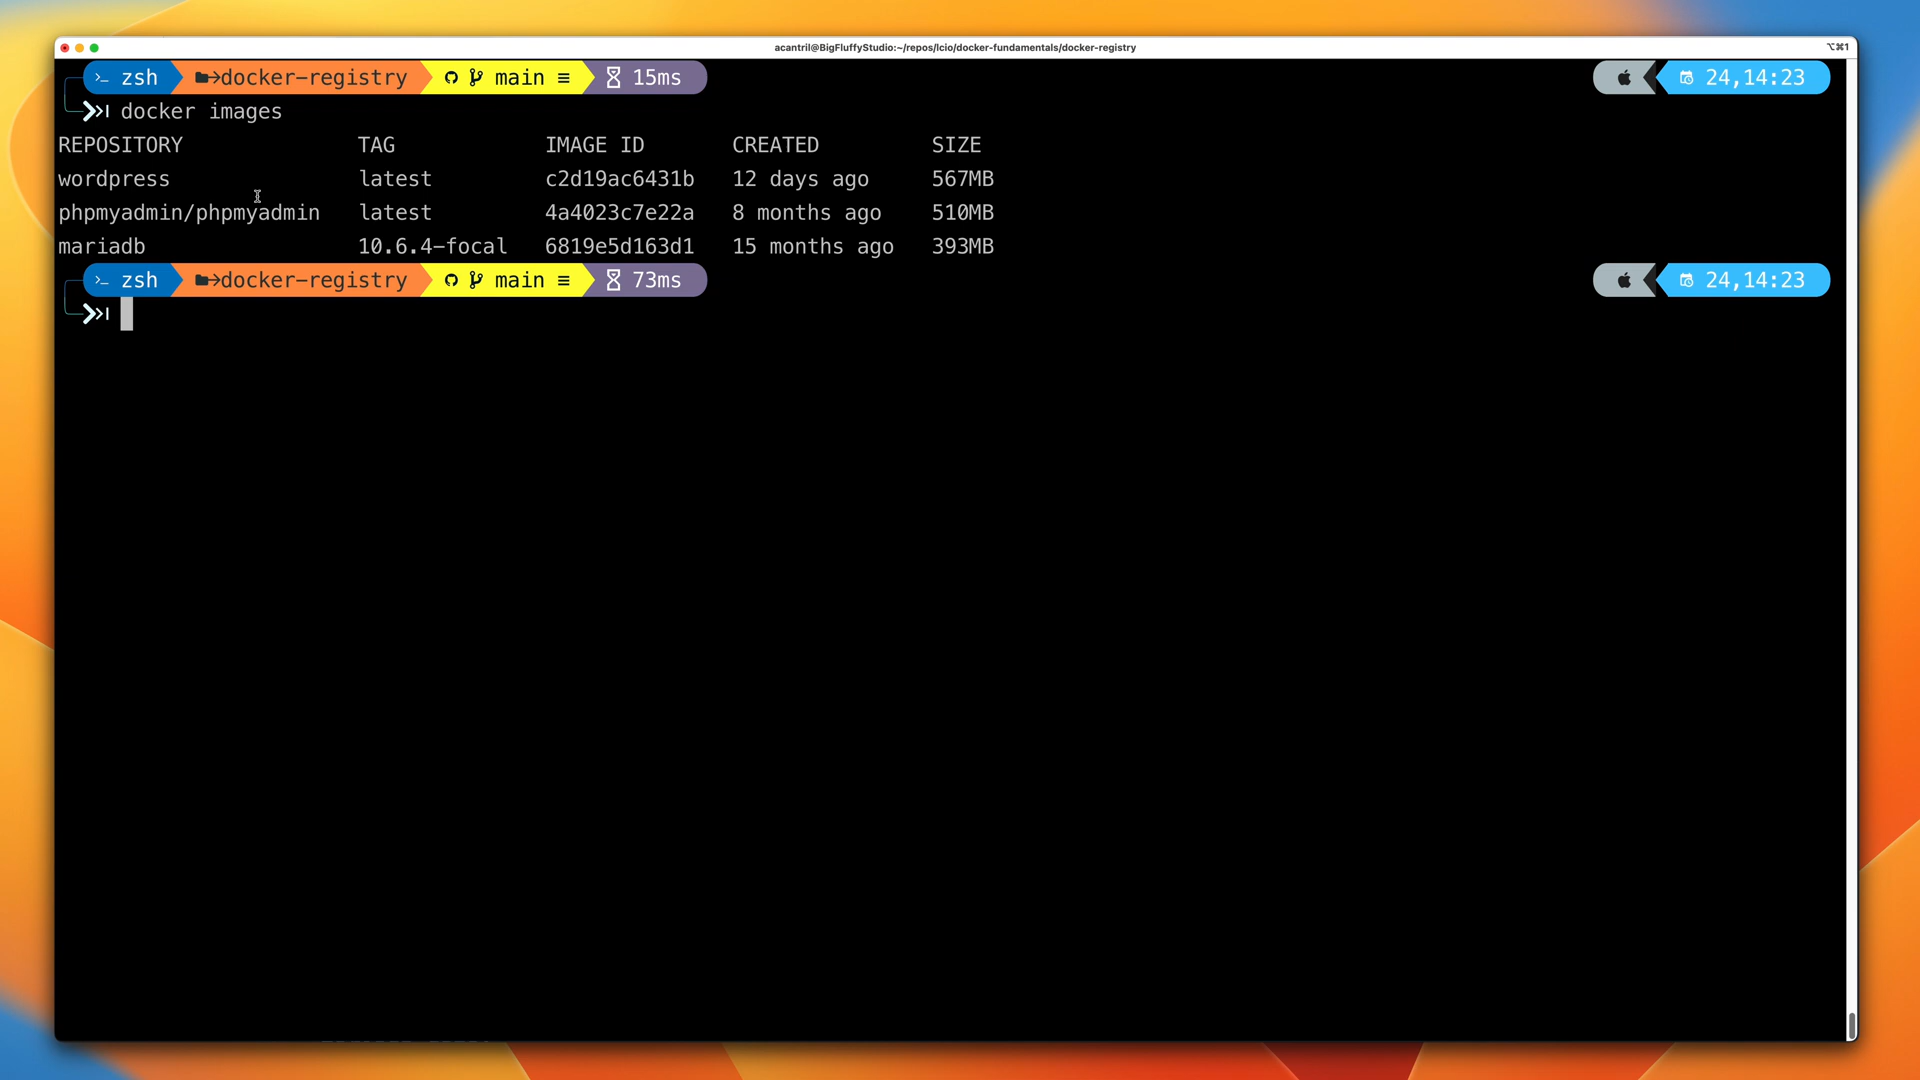 acantril@BigFluffyStudio:~/repos/lcio/docker-fundamentals/docker-registry
⌥⌘1
zsh docker-registry main ≡ 15ms 24,14:23
docker images
REPOSITORY TAG IMAGE ID CREATED SIZE
wordpress latest c2d19ac6431b 12 days ago 567MB
phpmyadmin/phpmyadmin latest 4a4023c7e22a 8 months ago 510MB
mariadb 10.6.4-focal 6819e5d163d1 15 months ago 393MB
zsh docker-registry main ≡ 73ms 24,14:23